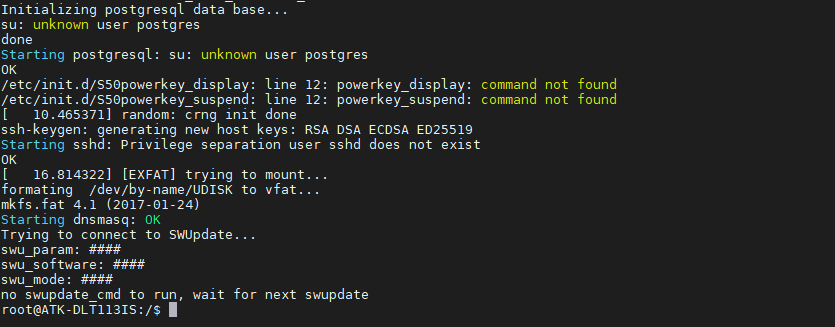 Initializing postgresql data base...
su: unknown user postgres
done
Starting postgresql: su: unknown user postgres
OK
/etc/init.d/S50powerkey_display: line 12: powerkey_display: command not found
/etc/init.d/S50powerkey_suspend: line 12: powerkey_suspend: command not found
[   10.465371] random: crng init done
ssh-keygen: generating new host keys: RSA DSA ECDSA ED25519
Starting sshd: Privilege separation user sshd does not exist
OK
[   16.814322] [EXFAT] trying to mount...
formating  /dev/by-name/UDISK to vfat...
mkfs.fat 4.1 (2017-01-24)
Starting dnsmasq: OK
Trying to connect to SWUpdate...
swu_param: ####
swu_software: ####
swu_mode: ####
no swupdate_cmd to run, wait for next swupdate
root@ATK-DLT113IS:/$